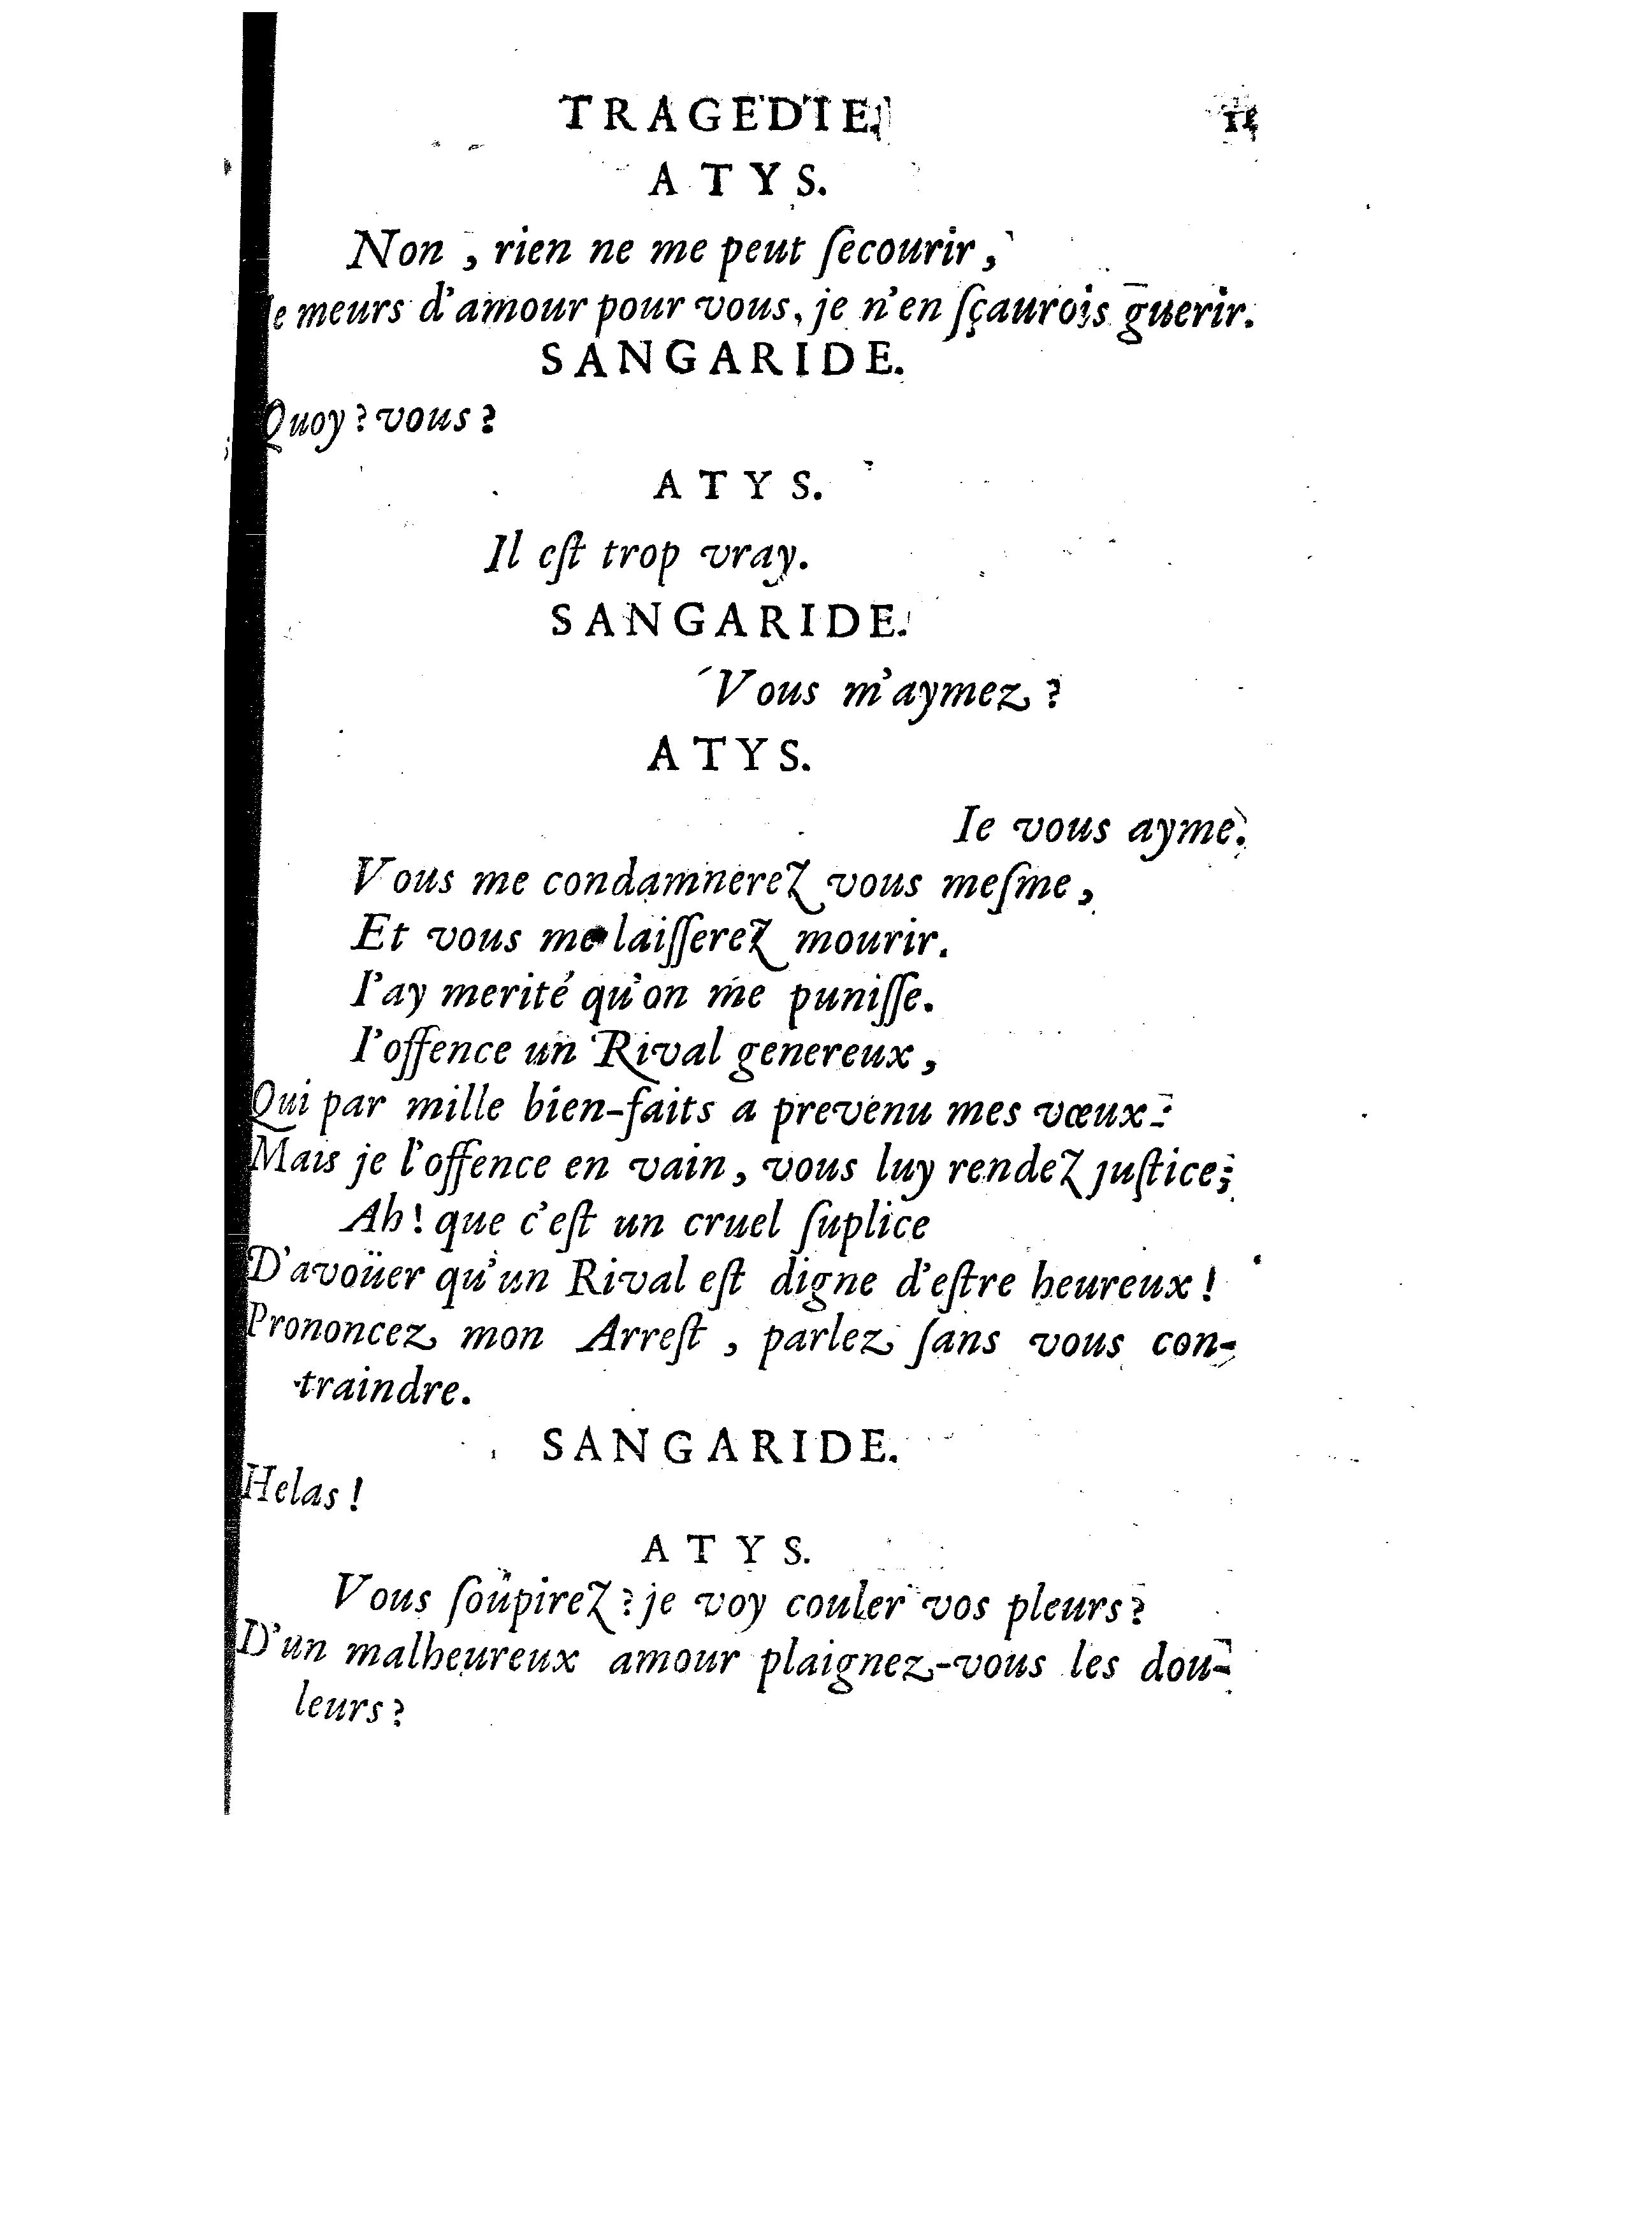 TRAGEDIE.
ATYS.
Non, rien ne me peut ſecourir,
Ie meurs d'amour pour vous, je n'en ſçaurois guerir.
SANGARIDE.
Quoy? vous?
ATYS.
Il eſt trop vray.
SANGARIDE.
Vous m'aymez?
ATYS.
Ie vous ayme.
Vous me condamnerez vous meſme,
Et vous me laiſſerez mourir.
I'ay merité qu'on me puniſſe.
I'offence un Rival genereux,
Qui par mille bien-faits a prevenu mes vœux:
Mais je l'offence en vain, vous luy rendez juſtice;
Ah! que c'eſt un cruel ſuplice
D'avoüer qu'un Rival eſt digne d'eſtre heureux!
Prononcez mon Arreſt, parlez ſans vous con-
traindre.
SANGARIDE.
Helas!
ATYS.
Vous ſoûpirez? je voy couler vos pleurs?
D'un malheureux amour plaignez-vous les dou-
leurs?